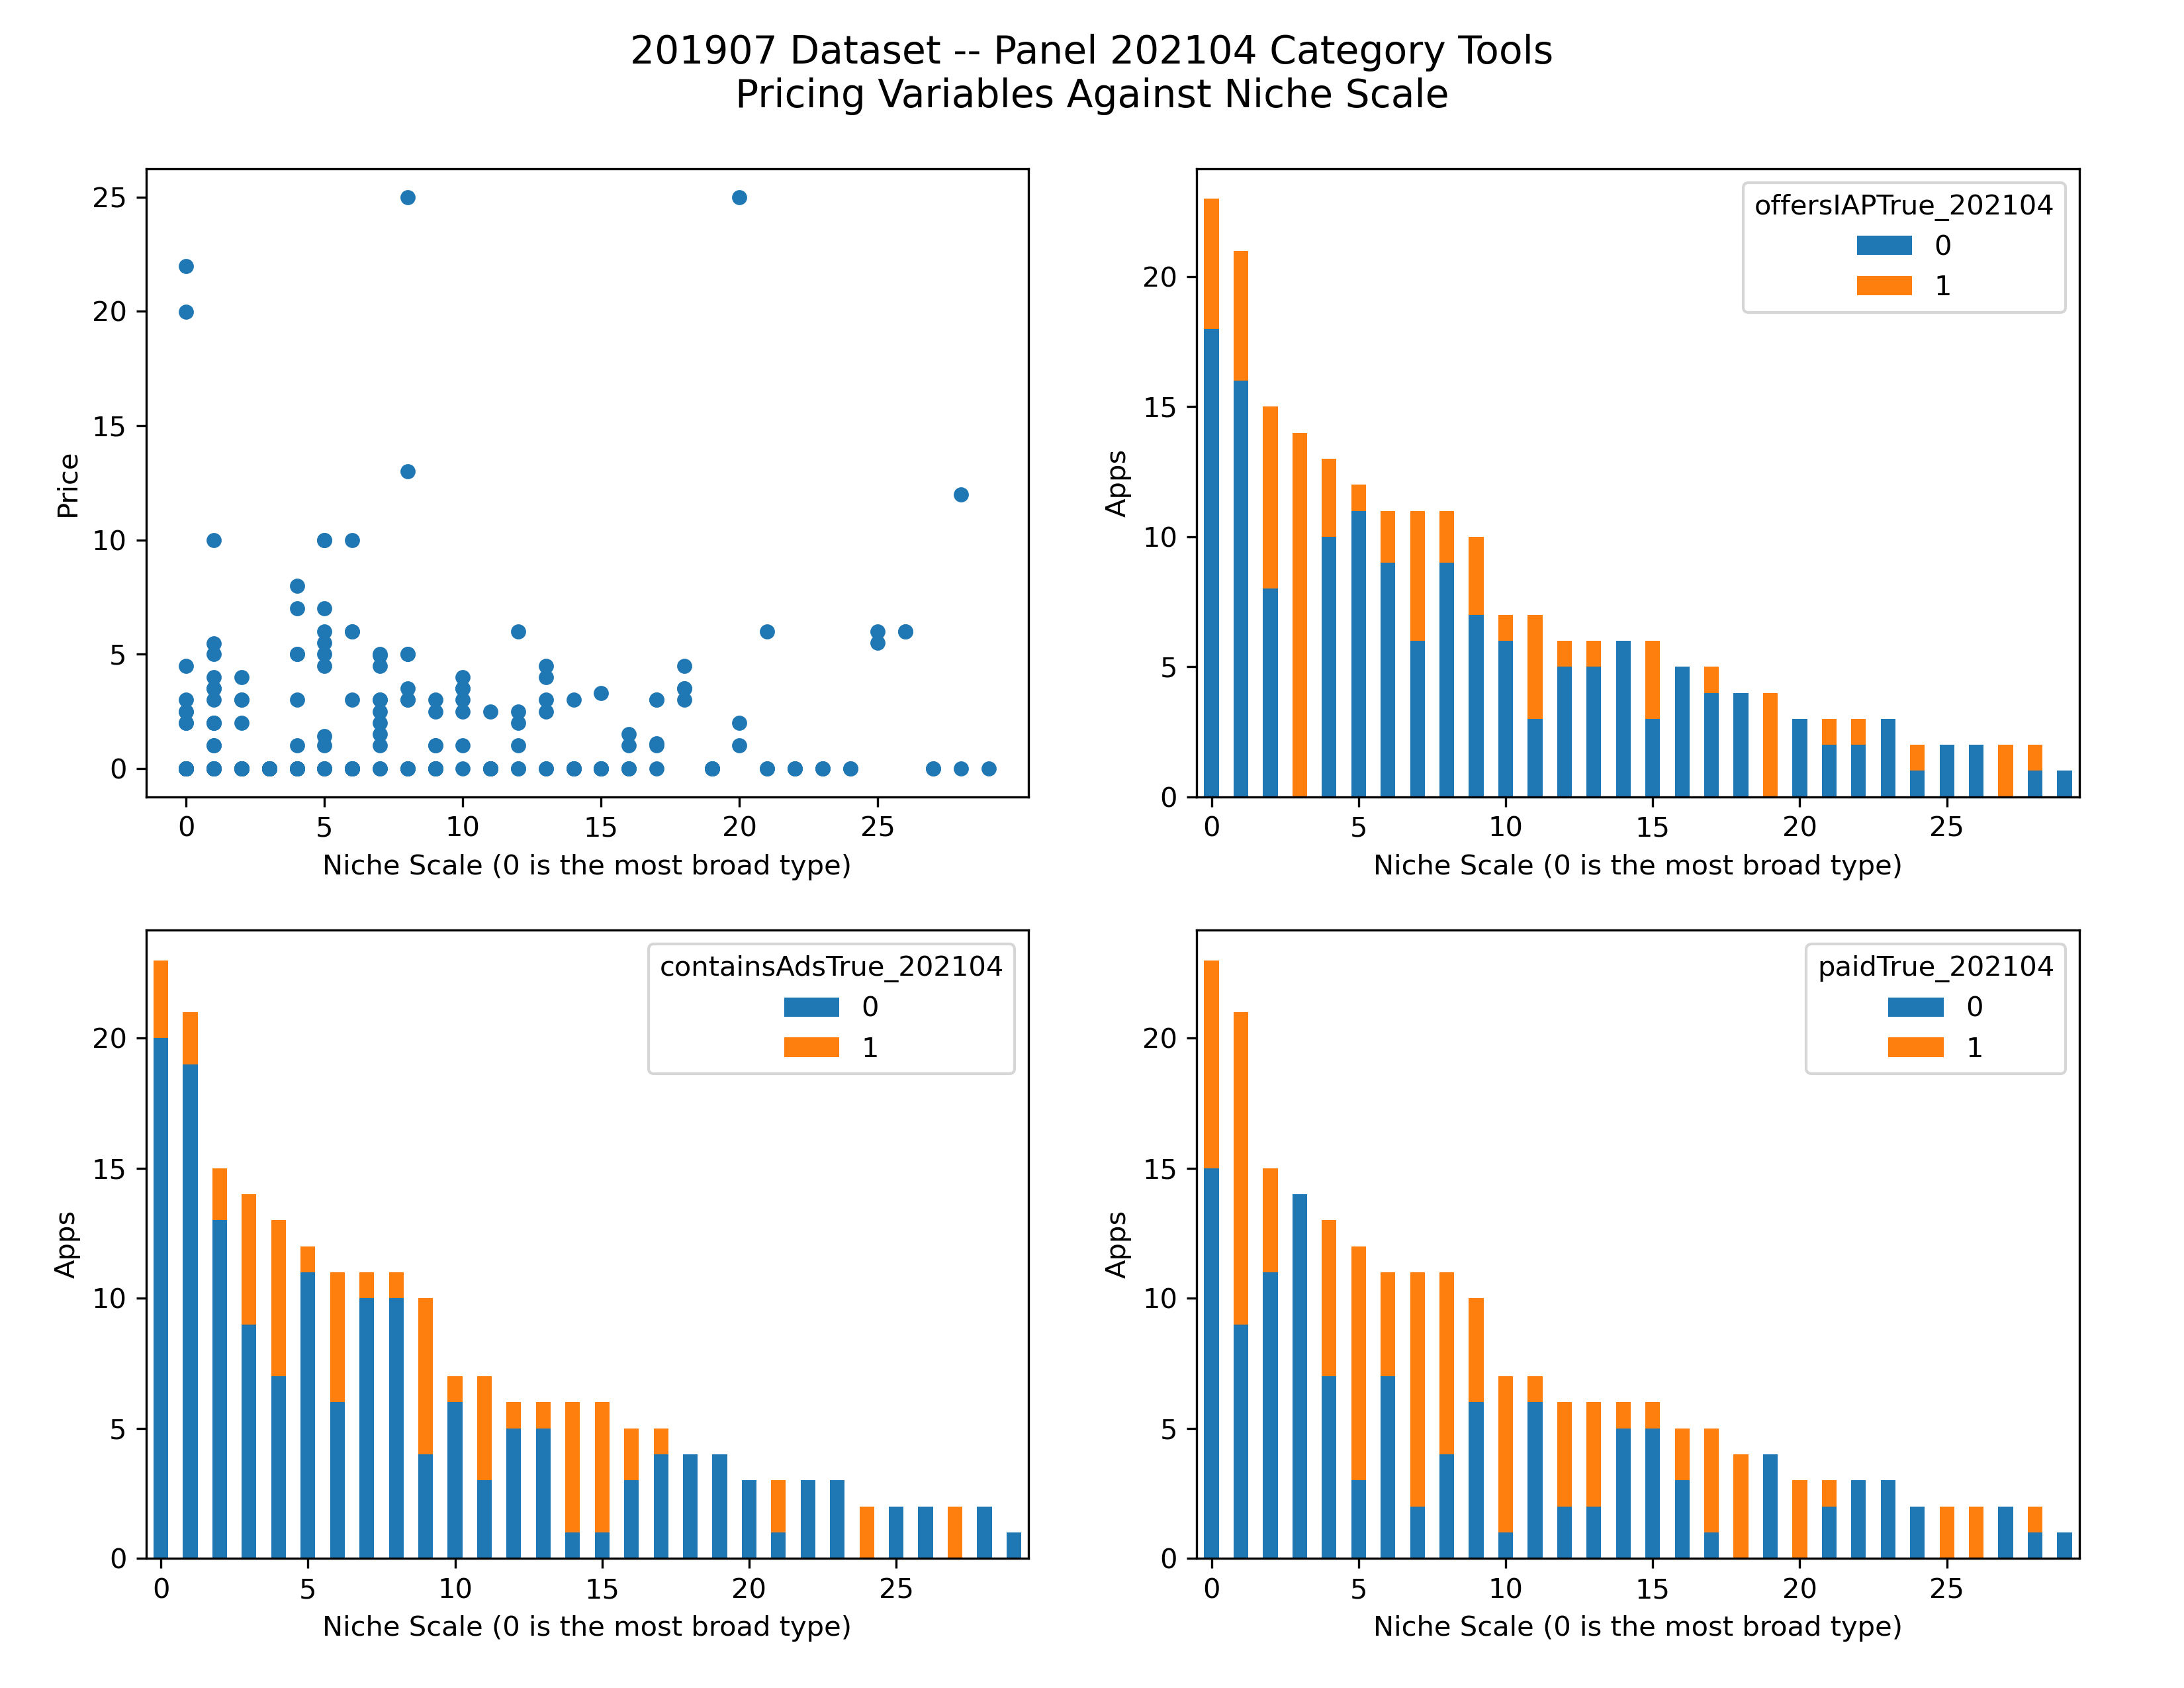 201907 Dataset -- Panel 202104 Category Tools
Pricing Variables Against Niche Scale
25
20
15
10
5
0
Price
0 5 10 15 20 25
Niche Scale (0 is the most broad type)
offersIAPTrue_202104
0
1
20
15
10
5
0
Apps
0 5 10 15 20 25
Niche Scale (0 is the most broad type)
containsAdsTrue_202104
0
1
20
15
10
5
0
Apps
0 5 10 15 20 25
Niche Scale (0 is the most broad type)
paidTrue_202104
0
1
20
15
10
5
0
Apps
0 5 10 15 20 25
Niche Scale (0 is the most broad type)